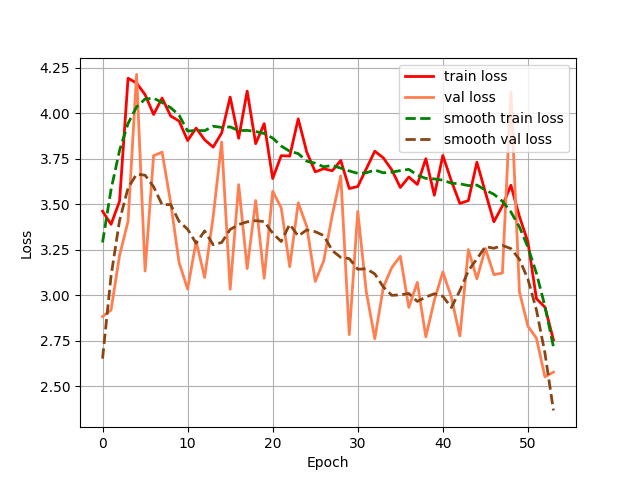 4.25
4.00
3.75
3.50
3.25
3.00
2.75
2.50
Loss
train loss
val loss
smooth train loss
smooth val loss
0 10 20 30 40 50
Epoch